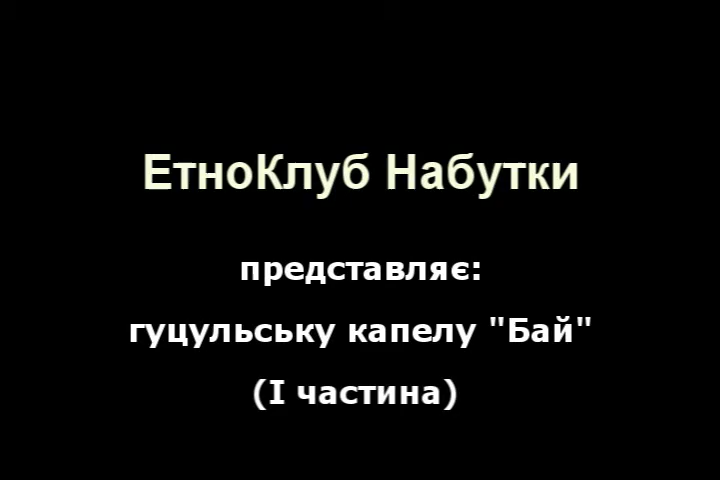 ЕтноКлуб Набутки
представляє:
гуцульську капелу "Бай"
(І частина)